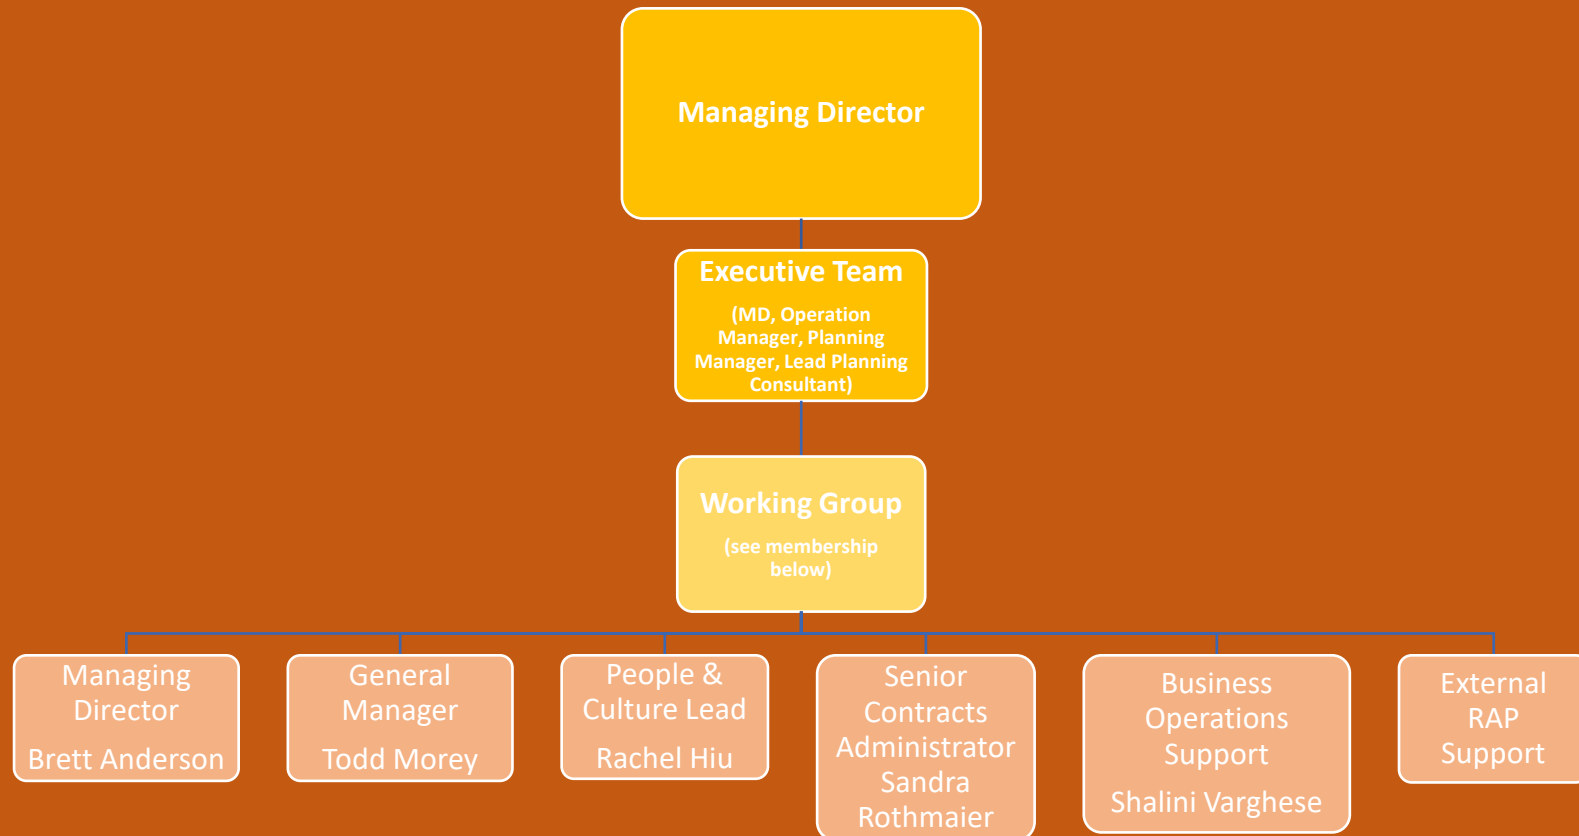 Managing Director
Executive Team
(MD, Operation
Manager, Planning
Manager, Lead Planning
Consultant)
Working Group
(see membership
below)
Managing
Director
Brett Anderson
General
Manager
Todd Morey
People &
Culture Lead
Rachel Hiu
Senior
Contracts
Administrator
Sandra
Rothmaier
Business
Operations
Support
Shalini Varghese
External
RAP
Support